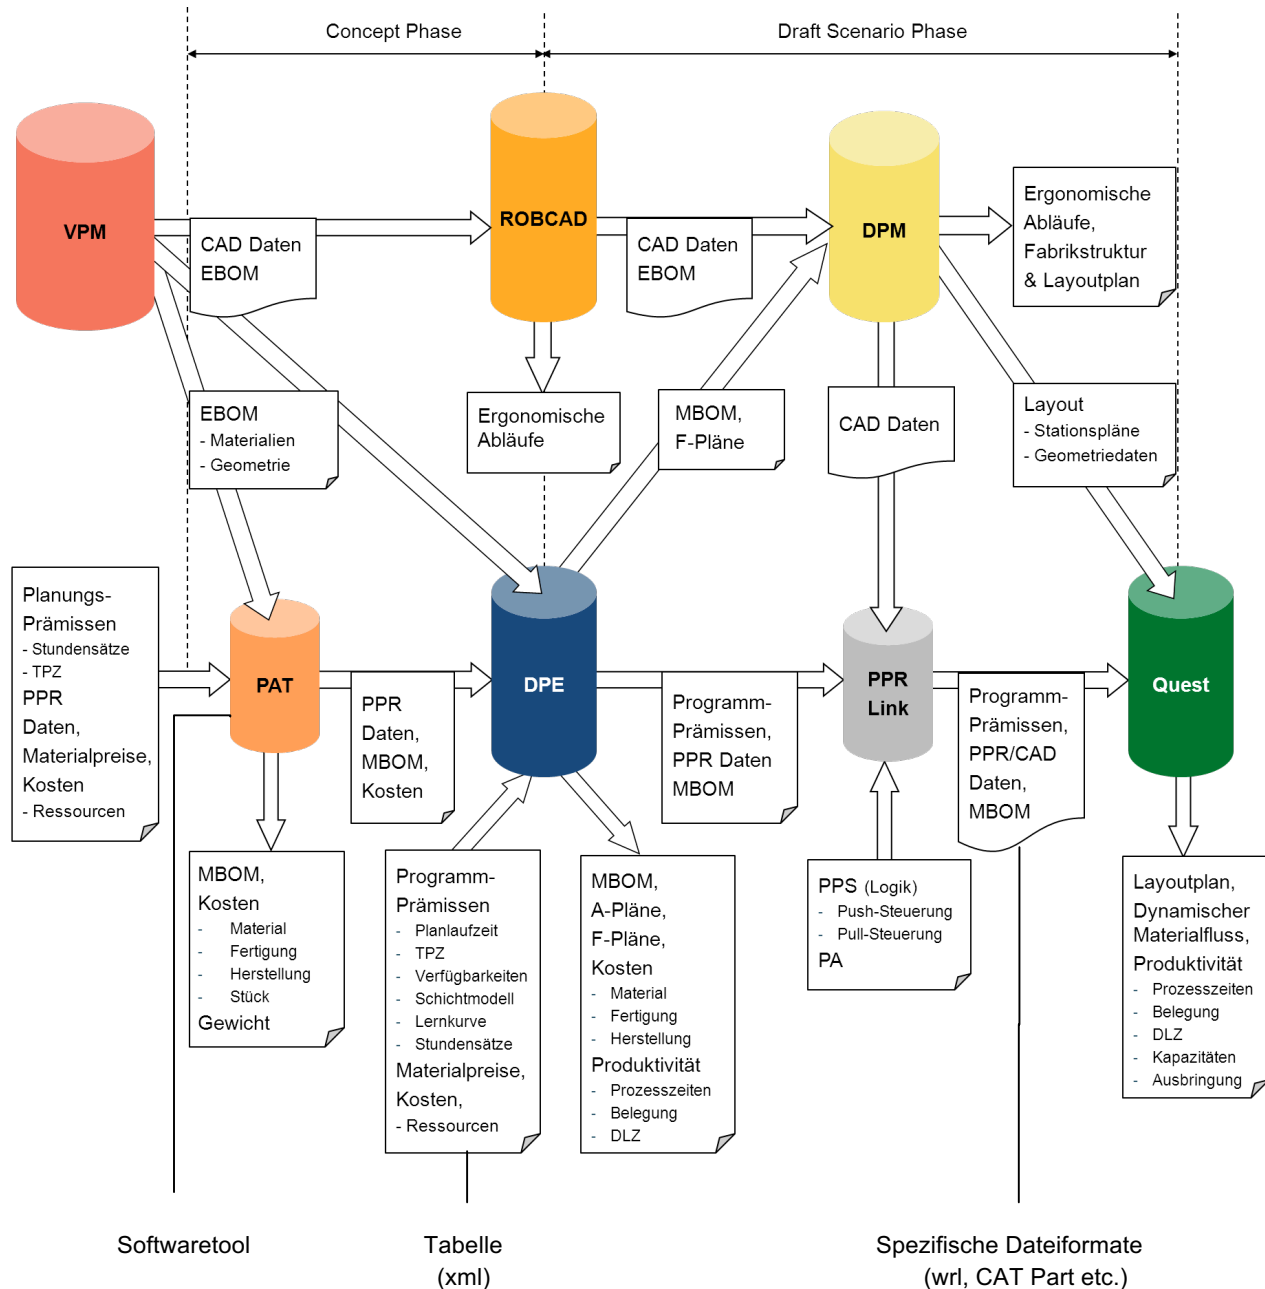 Concept Phase
Draft Scenario Phase
VPM
ROBCAD
DPM
CAD Daten
EBOM
CAD Daten
EBOM
Ergonomische
Abläufe,
Fabrikstruktur
& Layoutplan
EBOM
- Materialien
- Geometrie
Ergonomische
Abläufe
MBOM,
F-Pläne
CAD Daten
Layout
- Stationspläne
- Geometriedaten
Planungs-
Prämissen
- Stundensätze
- TPZ
PPR
Daten,
Materialpreise,
Kosten
- Ressourcen
PAT
PPR
Daten,
MBOM,
Kosten
DPE
Programm-
Prämissen,
PPR Daten
MBOM
PPR
Link
Programm-
Prämissen,
PPR/CAD
Daten,
MBOM
Quest
MBOM,
Kosten
- Material
- Fertigung
- Herstellung
- Stück
Gewicht
Programm-
Prämissen
- Planlaufzeit
- TPZ
- Verfügbarkeiten
- Schichtmodell
- Lernkurve
- Stundensätze
Materialpreise,
Kosten,
- Ressourcen
MBOM,
A-Pläne,
F-Pläne,
Kosten
- Material
- Fertigung
- Herstellung
Produktivität
- Prozesszeiten
- Belegung
- DLZ
PPS (Logik)
- Push-Steuerung
- Pull-Steuerung
PA
Layoutplan,
Dynamischer
Materialfluss,
Produktivität
- Prozesszeiten
- Belegung
- DLZ
- Kapazitäten
- Ausbringung
Softwaretool
Tabelle
(xml)
Spezifische Dateiformate
(wrl, CAT Part etc.)